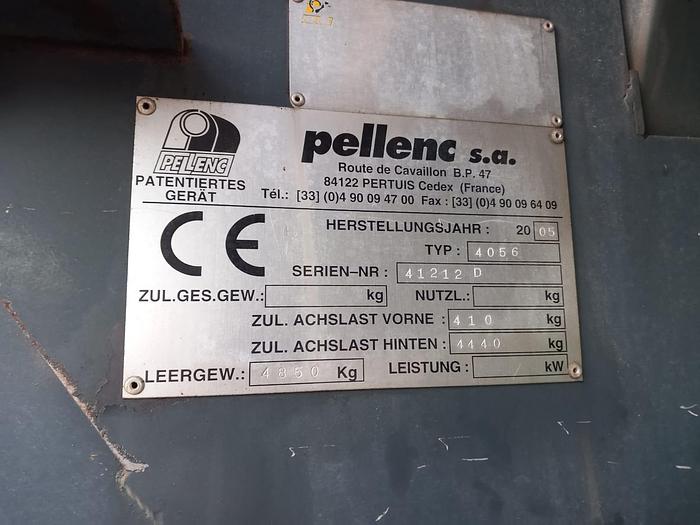 PELLENC
PATENTIERTES
GERÄT
pellenc s.a.
Route de Cavaillon B.P. 47
84122 PERTUIS Cedex (France)
Tél.: [33] (0)4 90 09 47 00 Fax : [33] (0)4 90 09 64 09
CE
HERSTELLUNGSJAHR : 20 05
TYP : 4056
SERIEN-NR : 41212 D
ZUL.GES.GEW.: kg NUTZL.: kg
ZUL. ACHSLAST VORNE : 410 kg
ZUL. ACHSLAST HINTEN : 4440 kg
LEERGEW.: 4850 Kg LEISTUNG : kW